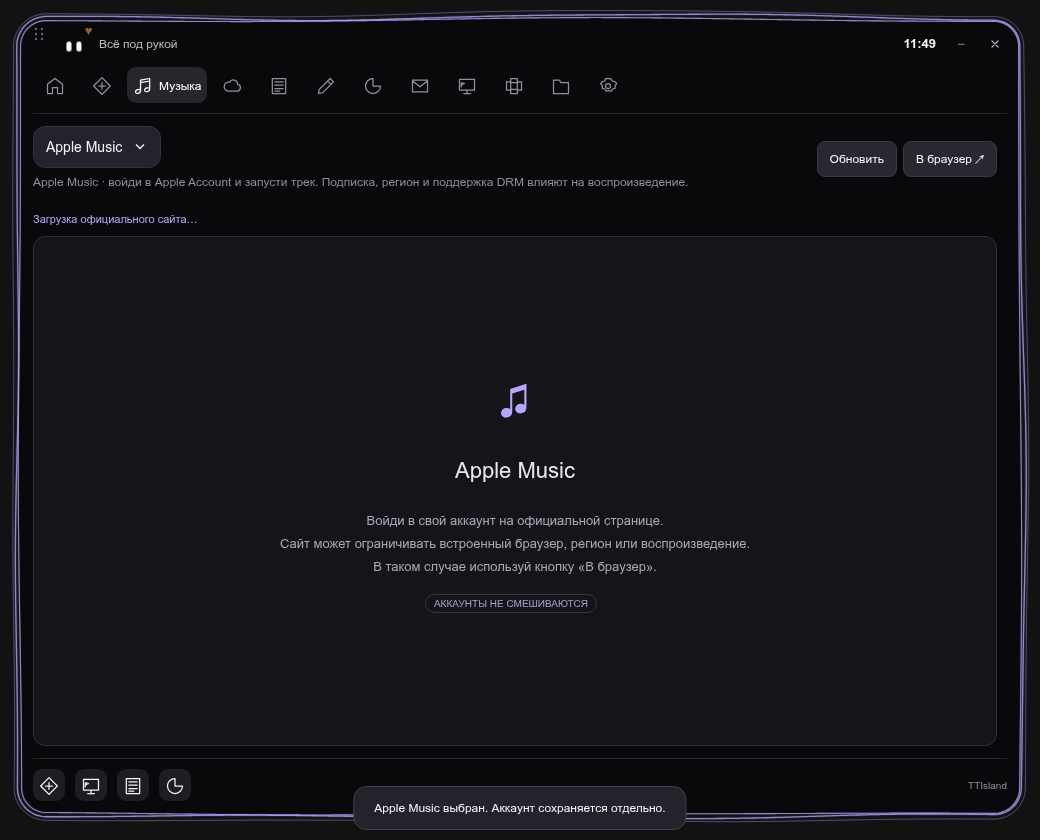 Всё под рукой
11:49
Музыка
Apple Music
Обновить
В браузер
Apple Music · войди в Apple Account и запусти трек. Подписка, регион и поддержка DRM влияют на воспроизведение.
Загрузка официального сайта…
Apple Music
Войди в свой аккаунт на официальной странице.
Сайт может ограничивать встроенный браузер, регион или воспроизведение.
В таком случае используй кнопку «В браузер».
АККАУНТЫ НЕ СМЕШИВАЮТСЯ
TTIsland
Apple Music выбран. Аккаунт сохраняется отдельно.